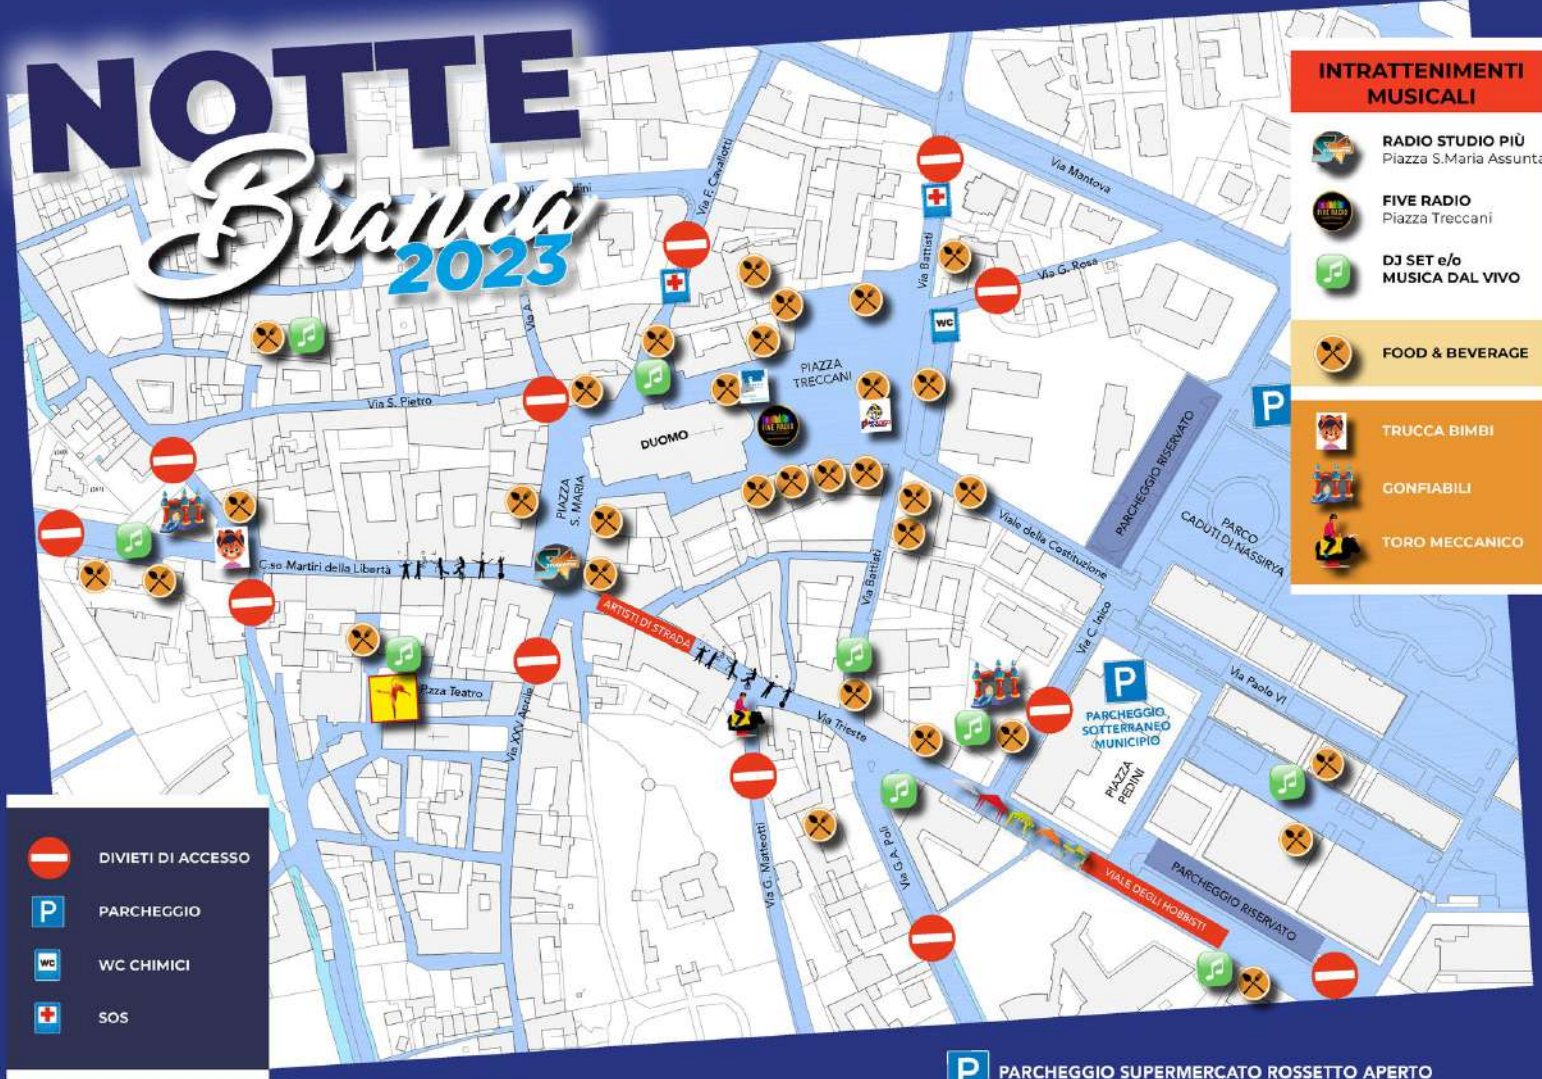 NOTTE
Bianca
2023
INTRATTENIMENTI
MUSICALI
RADIO STUDIO PIÙ
Piazza S.Maria Assunta
FIVE RADIO
Piazza Treccani
DJ SET e/o
MUSICA DAL VIVO
FOOD & BEVERAGE
TRUCCA BIMBI
GONFIABILI
TORO MECCANICO
Via Mantova
Via F. Cavallotti
Via Battisti
Via G. Rosa
WC
Via A.
PIAZZA
TRECCANI
Via S. Pietro
DUOMO
FIVE RADIO
P
PARCHEGGIO RISERVATO
PARCO
CADUTI DI NASSIRYA
PIAZZA
S. MARIA
Viale della Costituzione
C.so Martiri della Libertà
Via Battisti
ARTISTI DI STRADA
Via C. Inico
P.zza Teatro
Via XXV Aprile
Via Trieste
P
PARCHEGGIO
SOTTERRANEO
MUNICIPIO
PIAZZA
PEDINI
Via Paolo VI
Via G. Matteotti
Via G.A. Poli
VIALE DEGLI HOBBISTI
PARCHEGGIO RISERVATO
DIVIETI DI ACCESSO
P
PARCHEGGIO
WC
WC CHIMICI
SOS
P
PARCHEGGIO SUPERMERCATO ROSSETTO APERTO